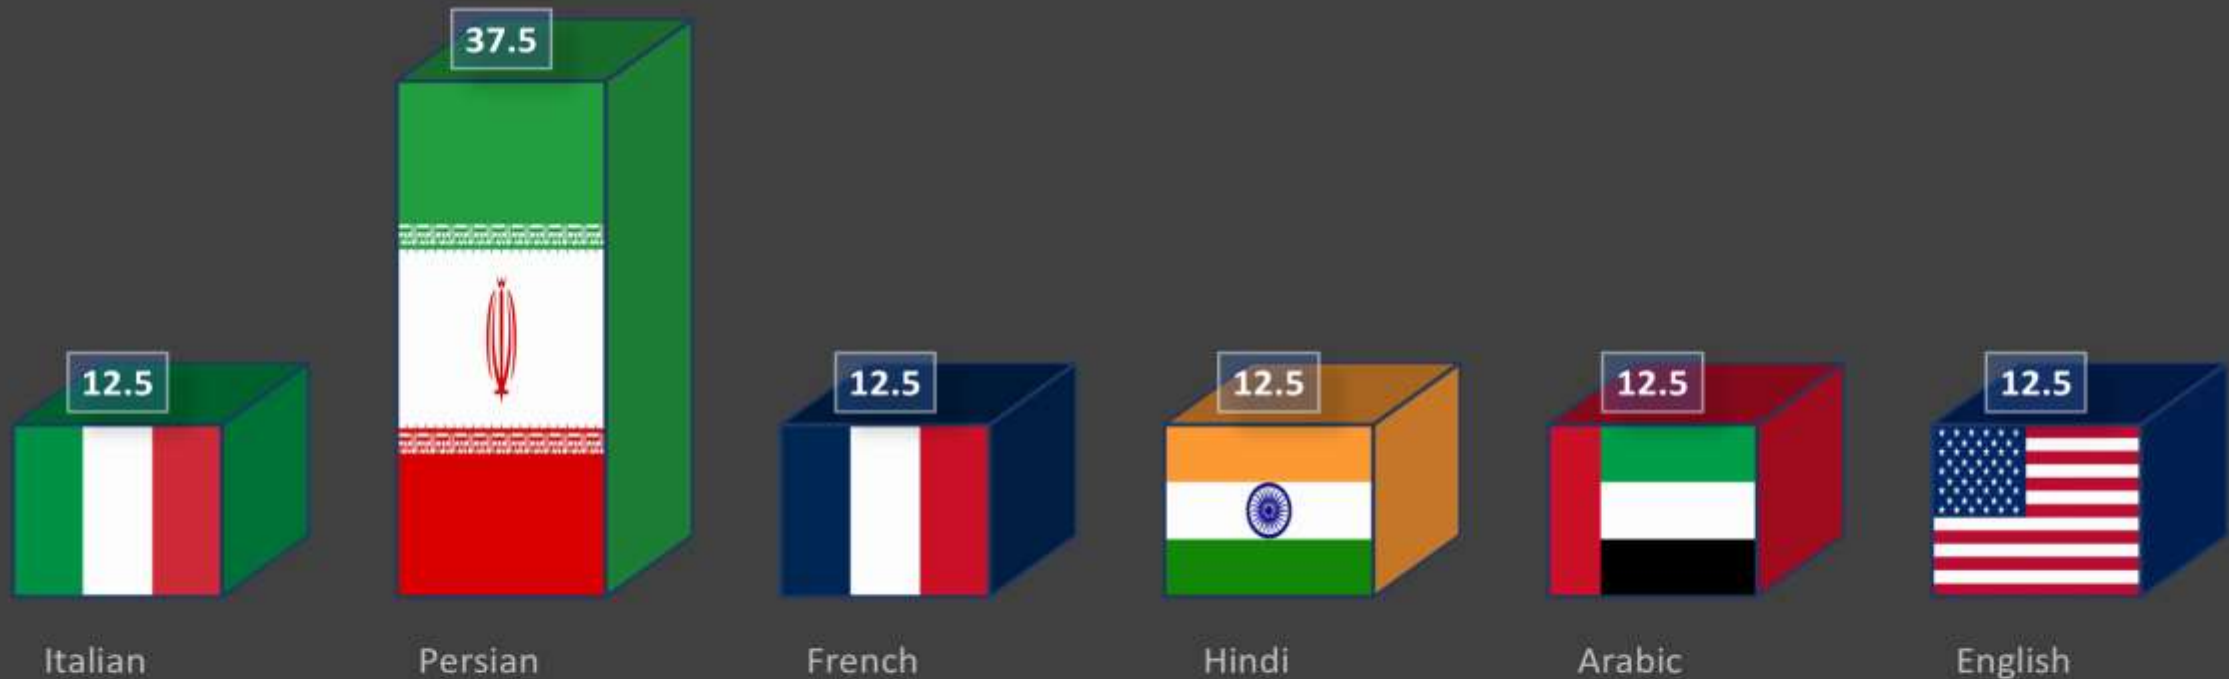 37.5
12.5 12.5 12.5 12.5 12.5
Italian Persian French Hindi Arabic English